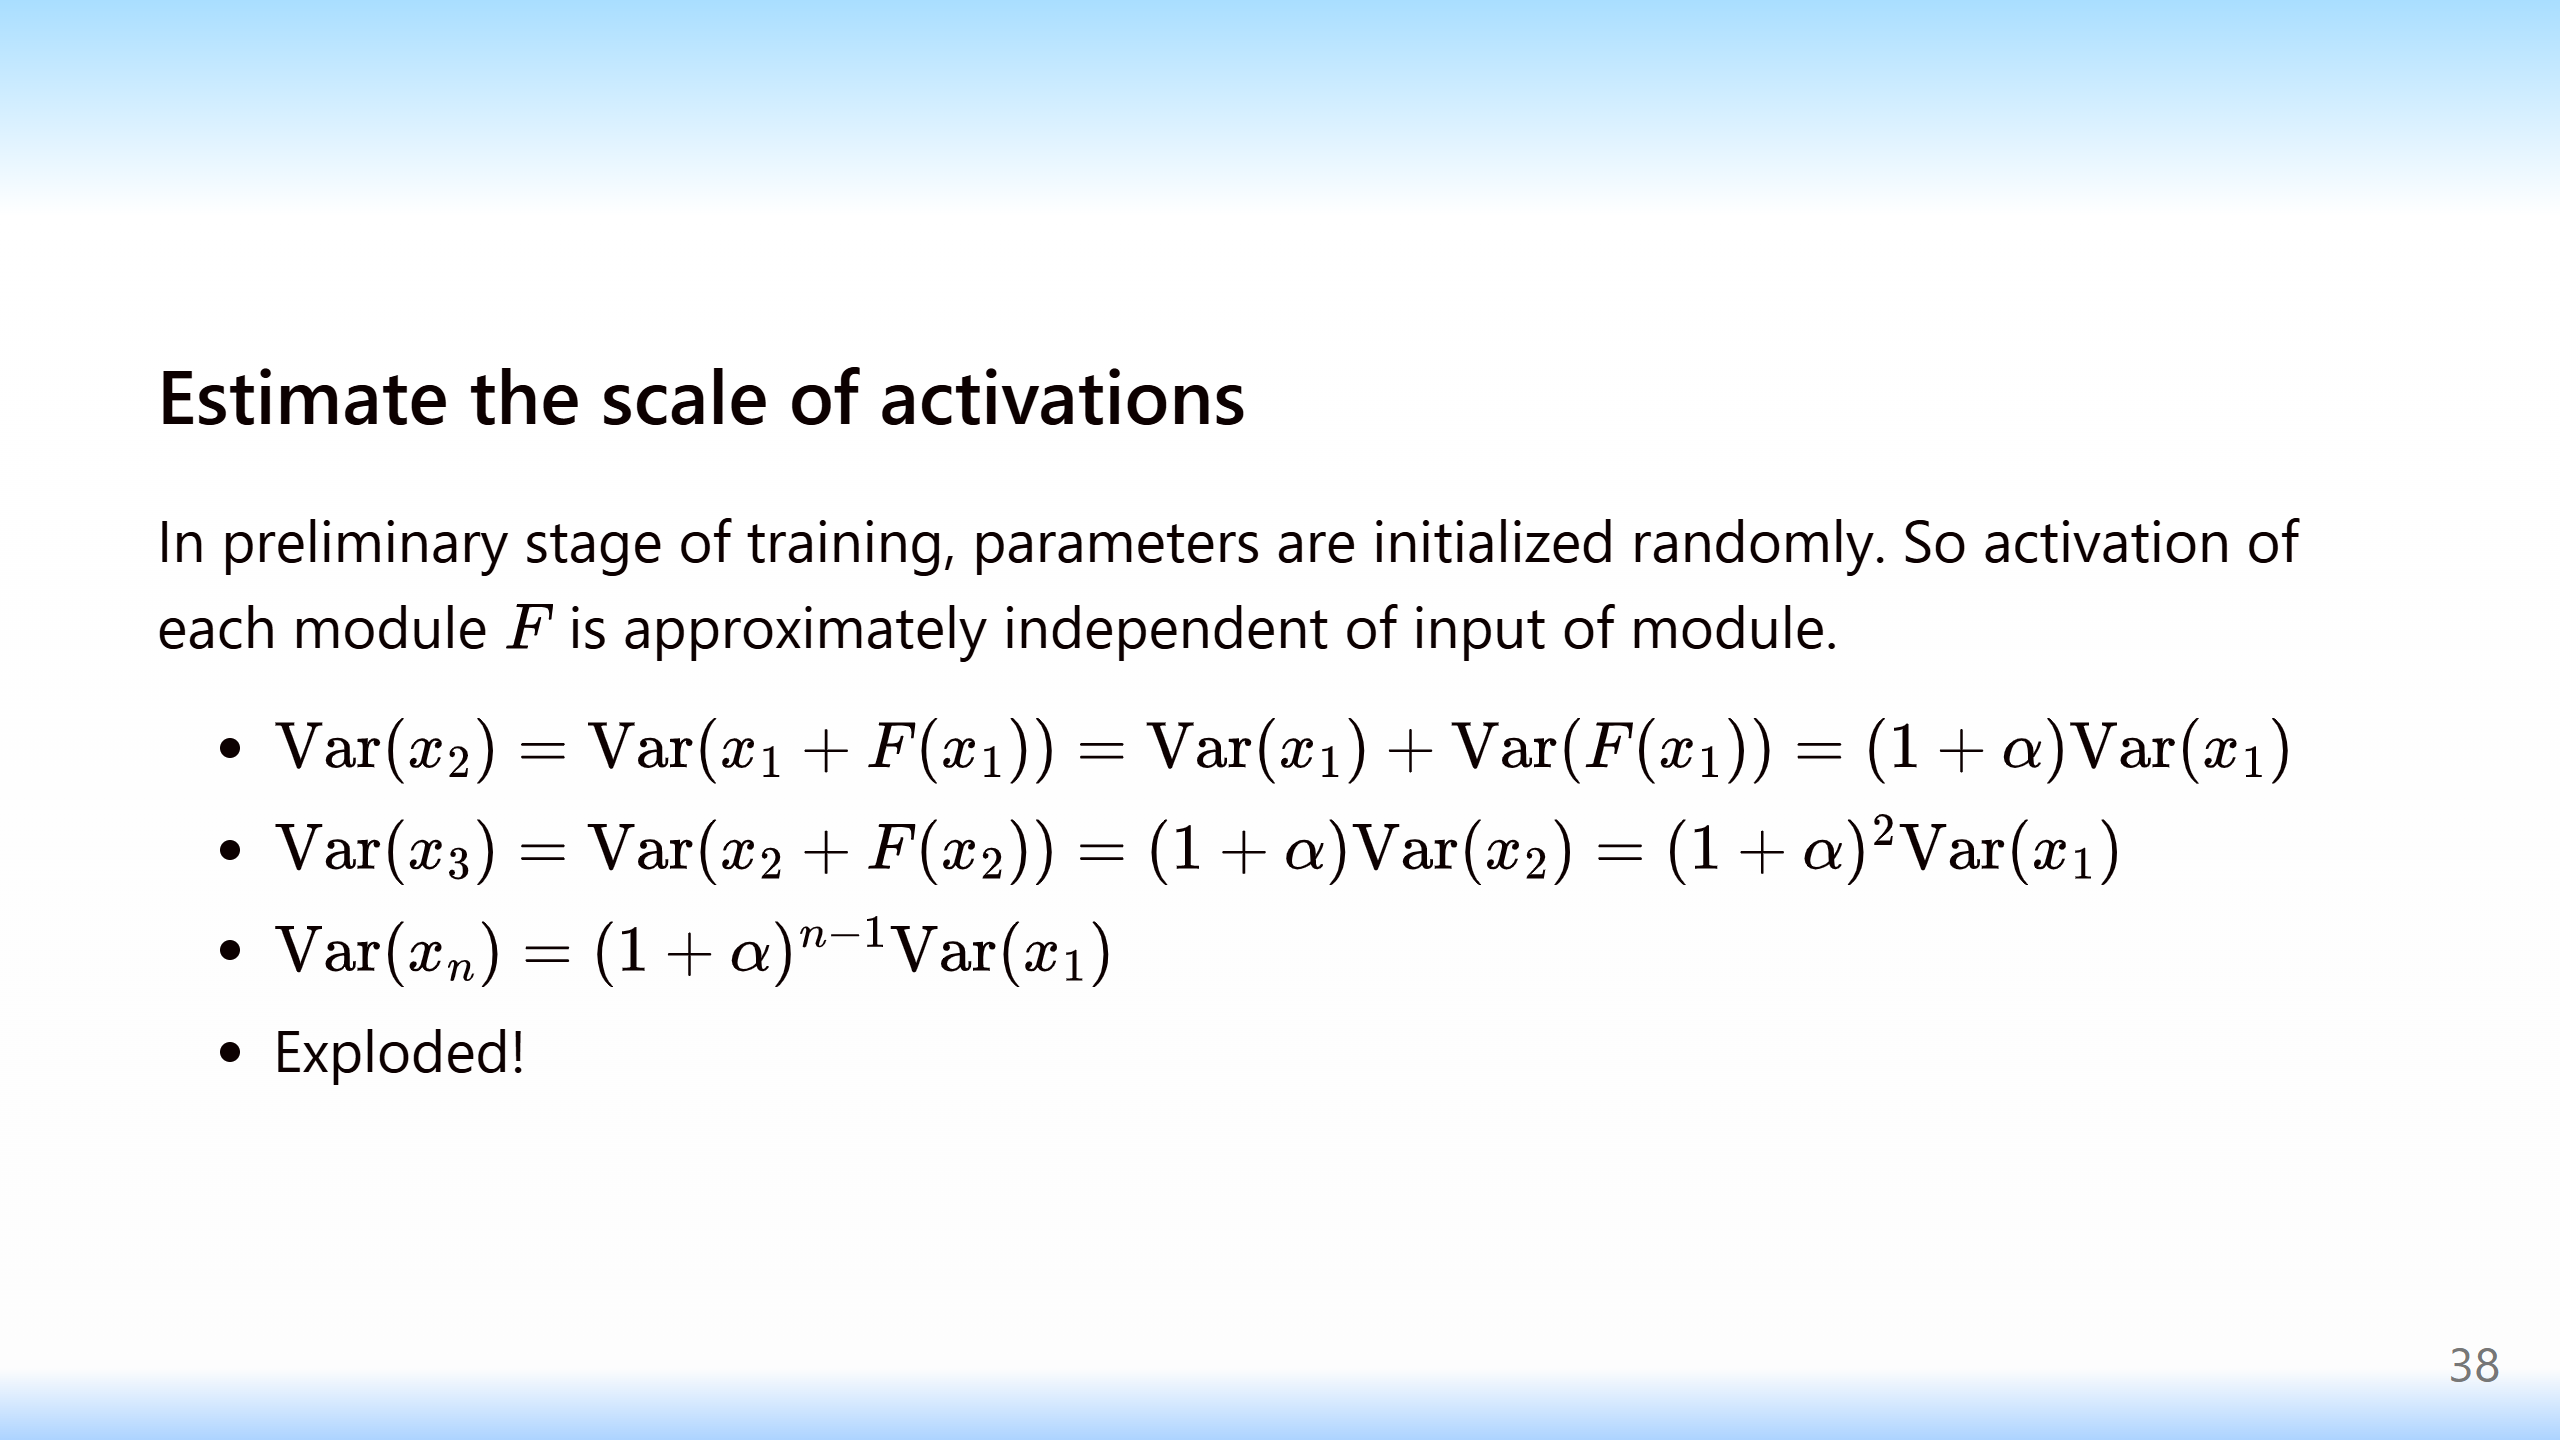 Estimate the scale of activations
In preliminary stage of training, parameters are initialized randomly. So activation of
each module F is approximately independent of input of module.
• Var(x₂) = Var(x₁ + F(x₁)) = Var(x₁) + Var(F(x₁)) = (1 + α)Var(x₁)
• Var(x₃) = Var(x₂ + F(x₂)) = (1 + α)Var(x₂) = (1 + α)²Var(x₁)
• Var(xₙ) = (1 + α)ⁿ⁻¹Var(x₁)
• Exploded!
38